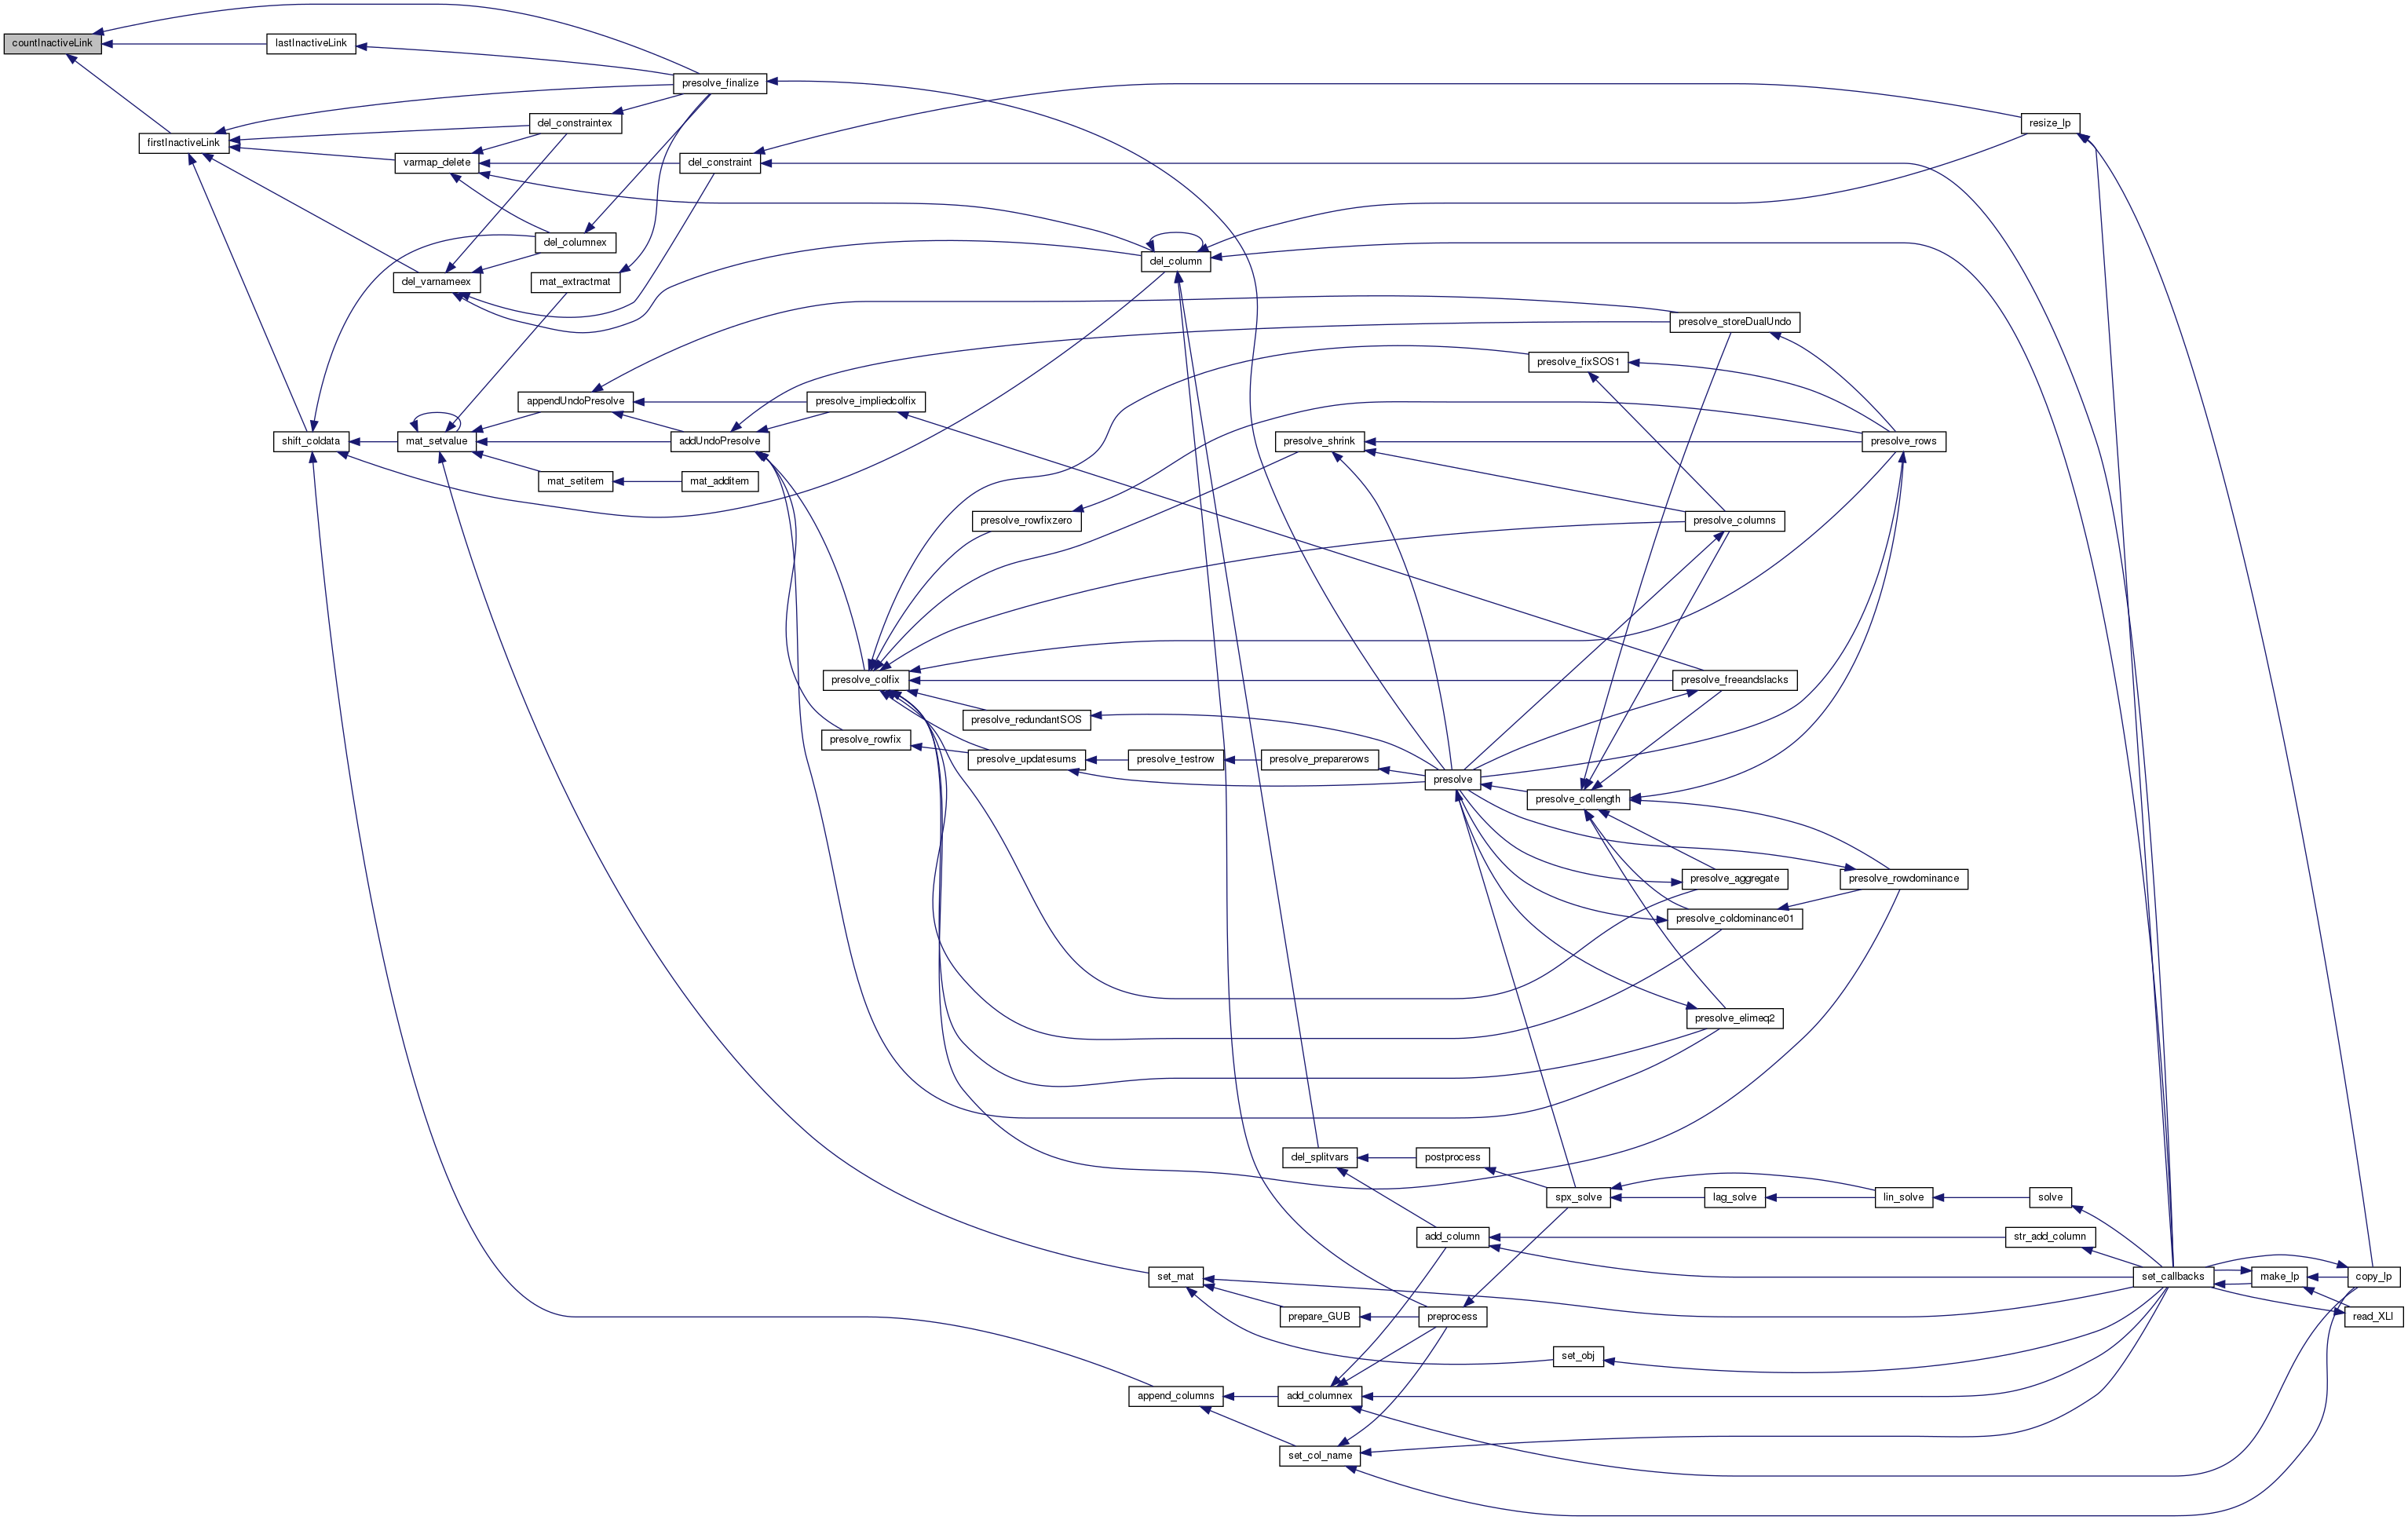 countInactiveLink
lastInactiveLink
presolve_finalize
del_constraintex
resize_lp
firstInactiveLink
varmap_delete
del_constraint
del_columnex
del_column
del_varnameex
mat_extractmat
presolve_storeDualUndo
presolve_fixSOS1
appendUndoPresolve
presolve_impliedcolfix
shift_coldata
mat_setvalue
addUndoPresolve
presolve_shrink
presolve_rows
mat_setitem
mat_additem
presolve_rowfixzero
presolve_columns
presolve_colfix
presolve_freeandslacks
presolve_redundantSOS
presolve_rowfix
presolve_updatesums
presolve_testrow
presolve_preparerows
presolve
presolve_collength
presolve_aggregate
presolve_rowdominance
presolve_coldominance01
presolve_elimeq2
del_splitvars
postprocess
spx_solve
lag_solve
lin_solve
solve
add_column
str_add_column
set_mat
set_callbacks
make_lp
copy_lp
prepare_GUB
preprocess
read_XLI
set_obj
append_columns
add_columnex
set_col_name